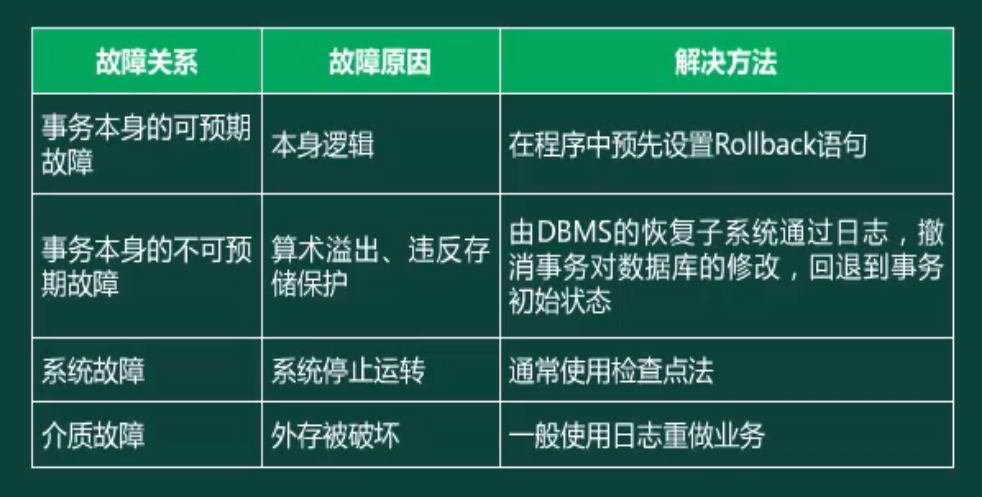 故障关系
故障原因
解决方法
事务本身的可预期
故障
本身逻辑
在程序中预先设置Rollback语句
事务本身的不可预
期故障
算术溢出、违反存
储保护
由DBMS的恢复子系统通过日志，撤
消事务对数据库的修改，回退到事务
初始状态
系统故障
系统停止运转
通常使用检查点法
介质故障
外存被破坏
一般使用日志重做业务